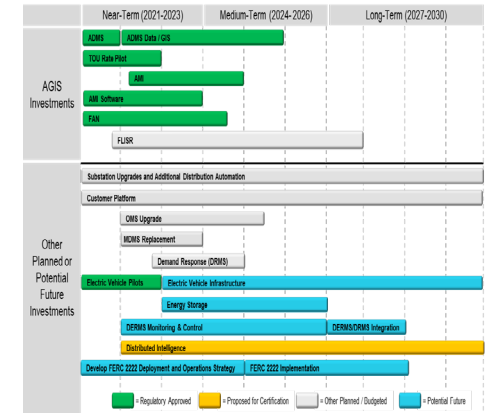 Near-Term (2021-2023) Medium-Term (2024-2026) Long-Term (2027-2030)
AGIS
Investments
ADMS ADMS Data / GIS
TOU Rate Pilot
AMI
AMI Software
FAN
FLISR
Other
Planned or
Potential
Future
Investments
Substation Upgrades and Additional Distribution Automation
Customer Platform
OMS Upgrade
MDMS Replacement
Demand Response (DRMS)
Electric Vehicle Pilots Electric Vehicle Infrastructure
Energy Storage
DERMS Monitoring & Control DERMS/DRMS Integration
Distributed Intelligence
Develop FERC 2222 Deployment and Operations Strategy FERC 2222 Implementation
= Regulatory Approved = Proposed for Certification = Other Planned / Budgeted = Potential Future